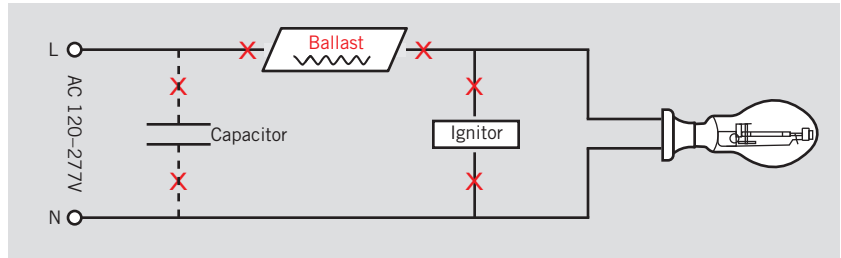 L
Ballast
AC 120–277V
Capacitor
Ignitor
N